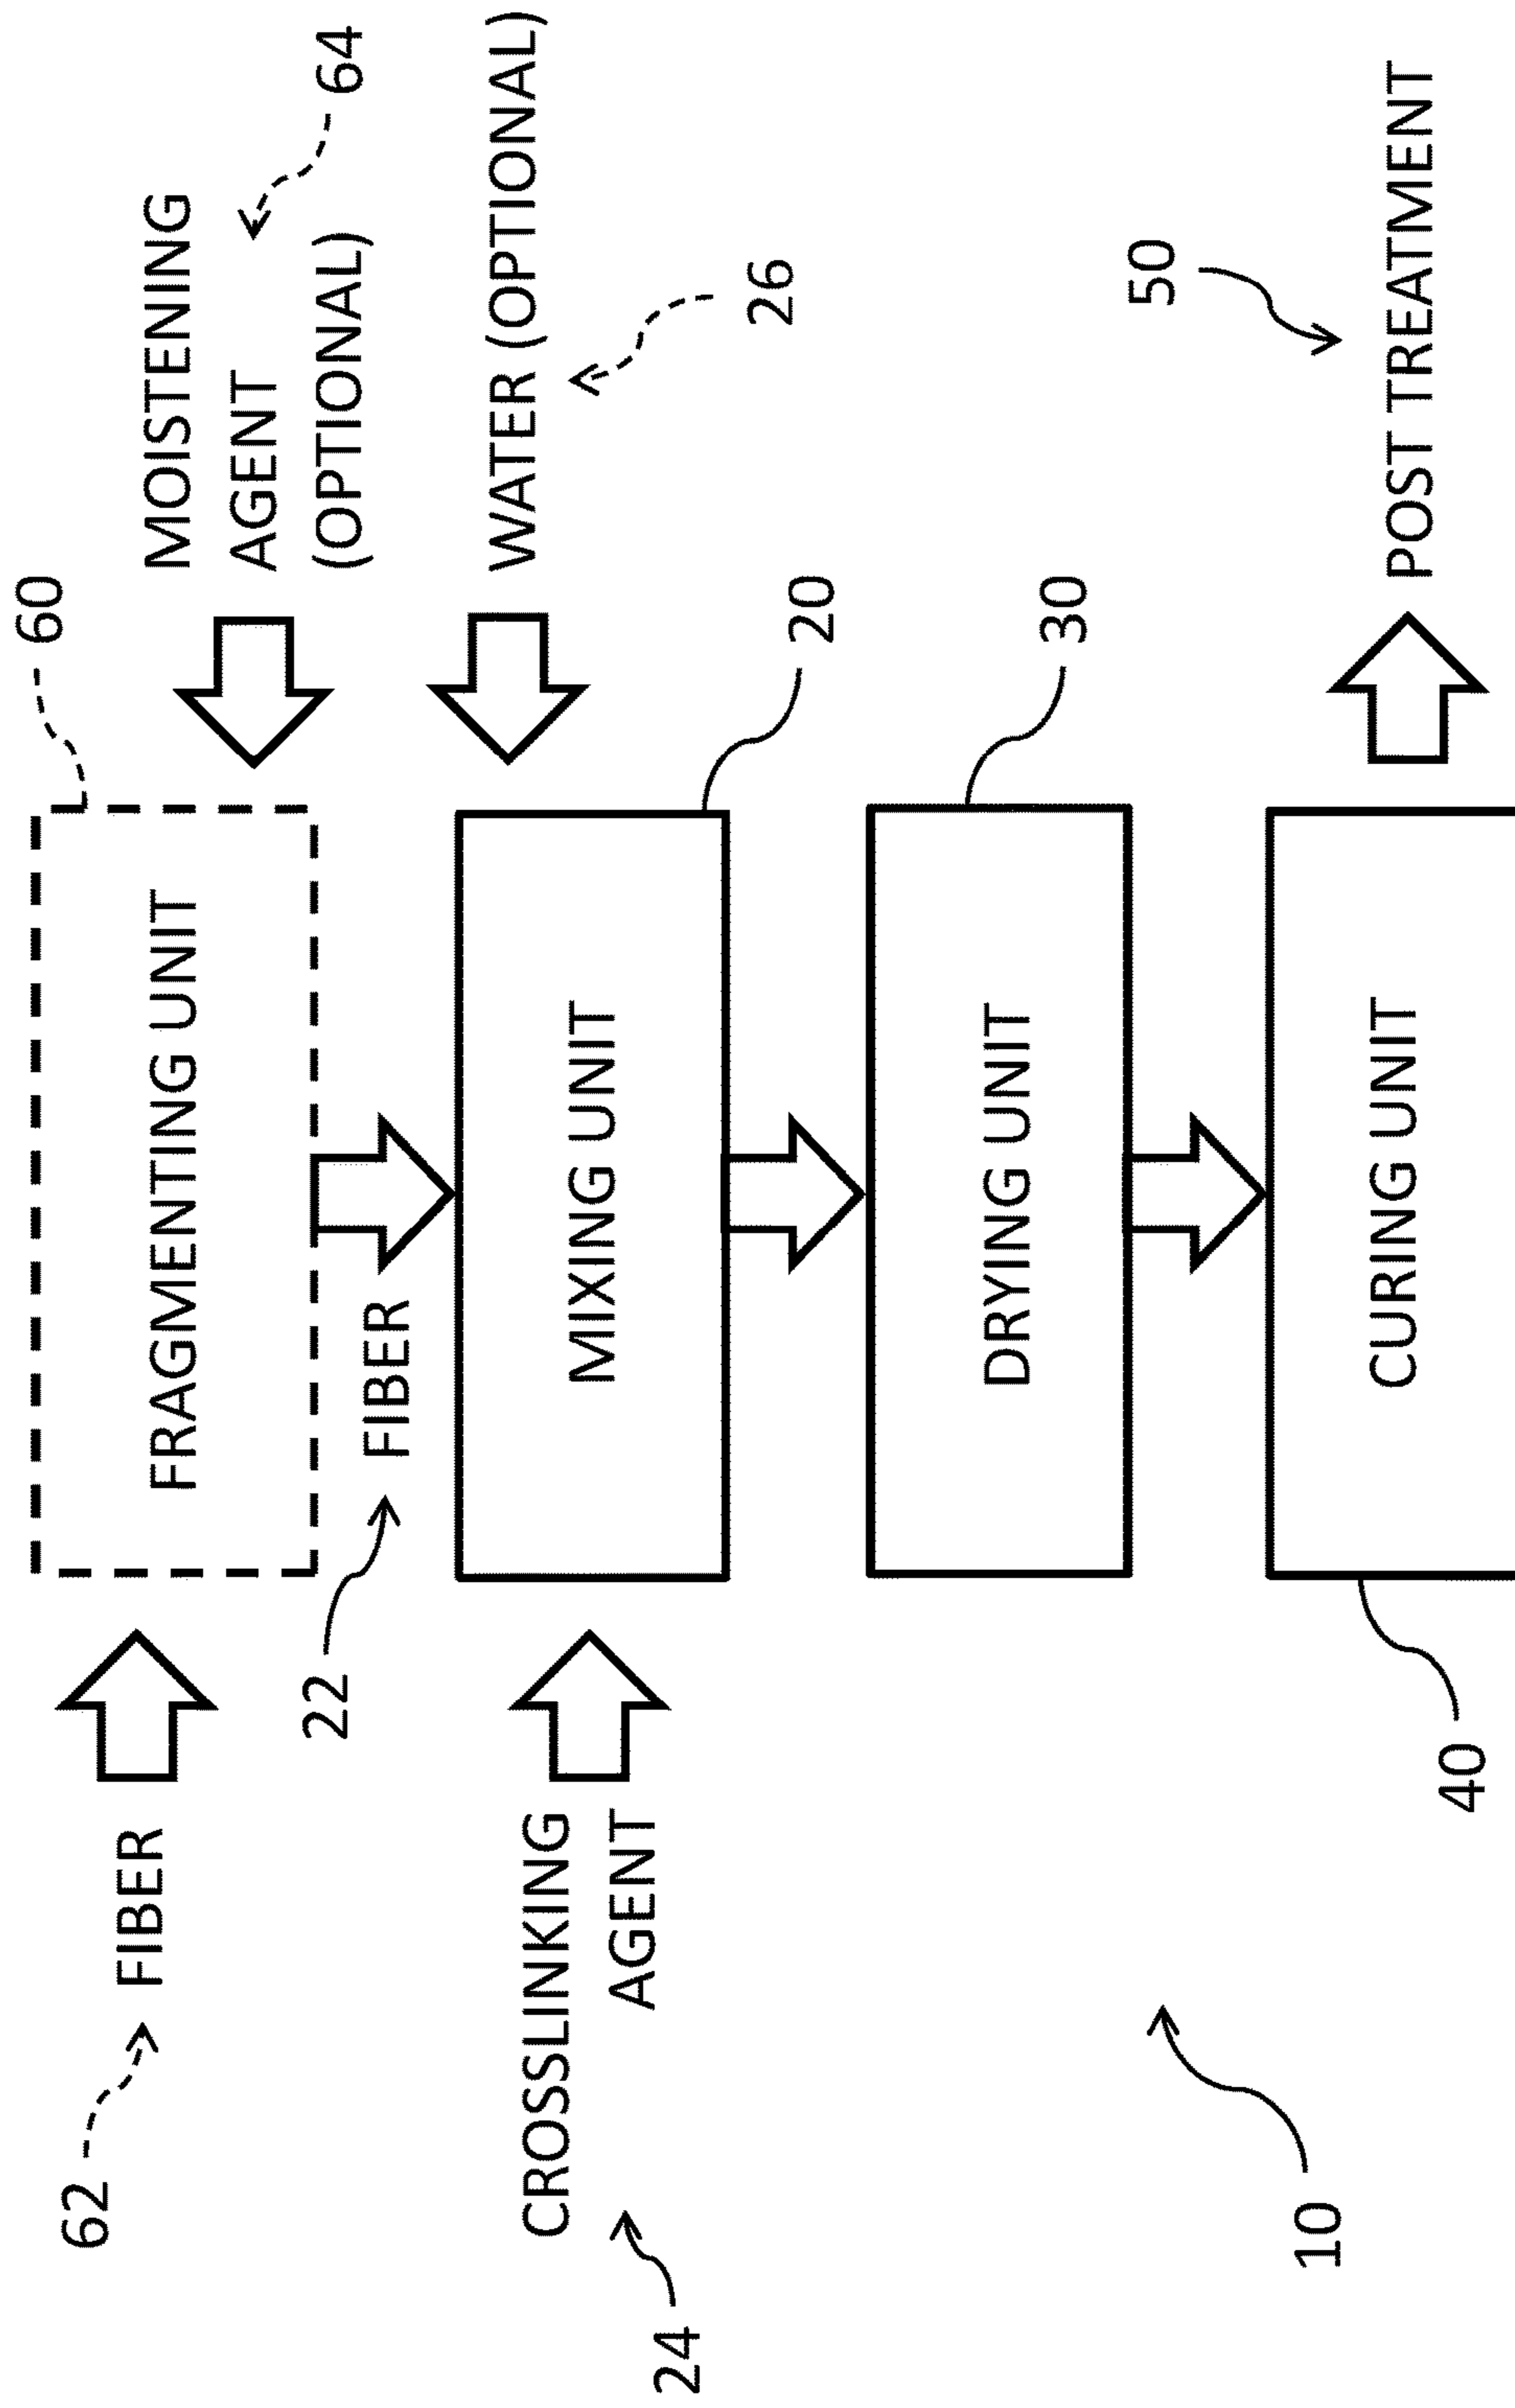 60
62
FIBER
FRAGMENTING UNIT
MOISTENING
AGENT
(OPTIONAL)
64
22
FIBER
WATER (OPTIONAL)
26
CROSSLINKING
AGENT
24
MIXING UNIT
20
DRYING UNIT
30
50
10
CURING UNIT
POST TREATMENT
40